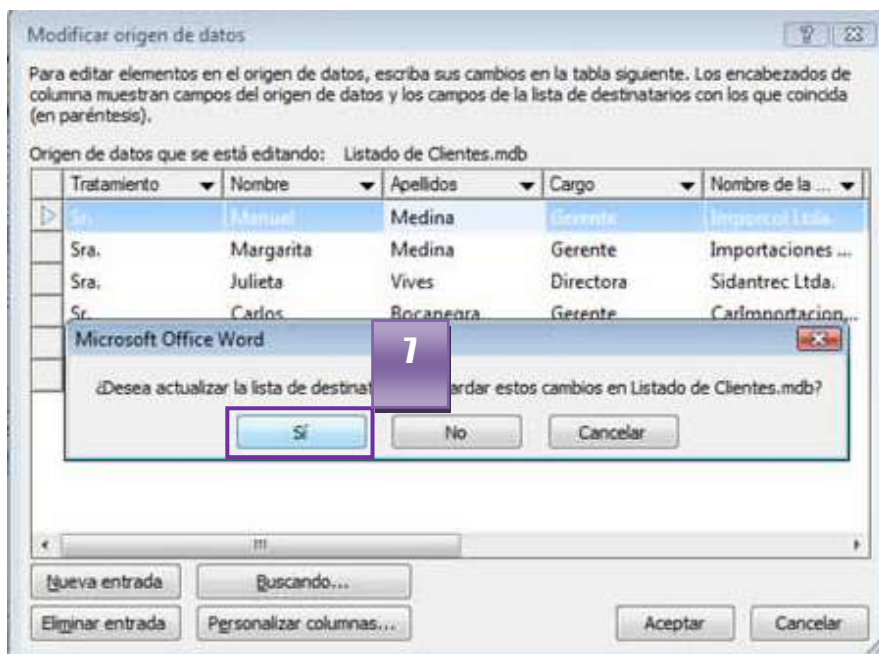 Modificar origen de datos
Para editar elementos en el origen de datos, escriba sus cambios en la tabla siguiente. Los encabezados de
columna muestran campos del origen de datos y los campos de la lista de destinatarios con los que coincida
(en paréntesis).
Origen de datos que se está editando: Listado de Clientes.mdb
Tratamiento Nombre Apellidos Cargo Nombre de la ...
Sr. Manuel Medina Gerente Imporcol Ltda.
Sra. Margarita Medina Gerente Importaciones ...
Sra. Julieta Vives Directora Sidantrec Ltda.
Sr. Carlos Bocanegra Gerente CarImportacion...
Microsoft Office Word
7
¿Desea actualizar la lista de destinat ardar estos cambios en Listado de Clientes.mdb?
Sí No Cancelar
Nueva entrada Buscando...
Eliminar entrada Personalizar columnas... Aceptar Cancelar